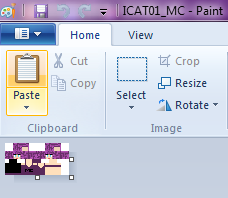 ICAT01_MC - Paint
Home View
Paste
Cut
Copy
Clipboard
Select
Crop
Resize
Rotate
Image